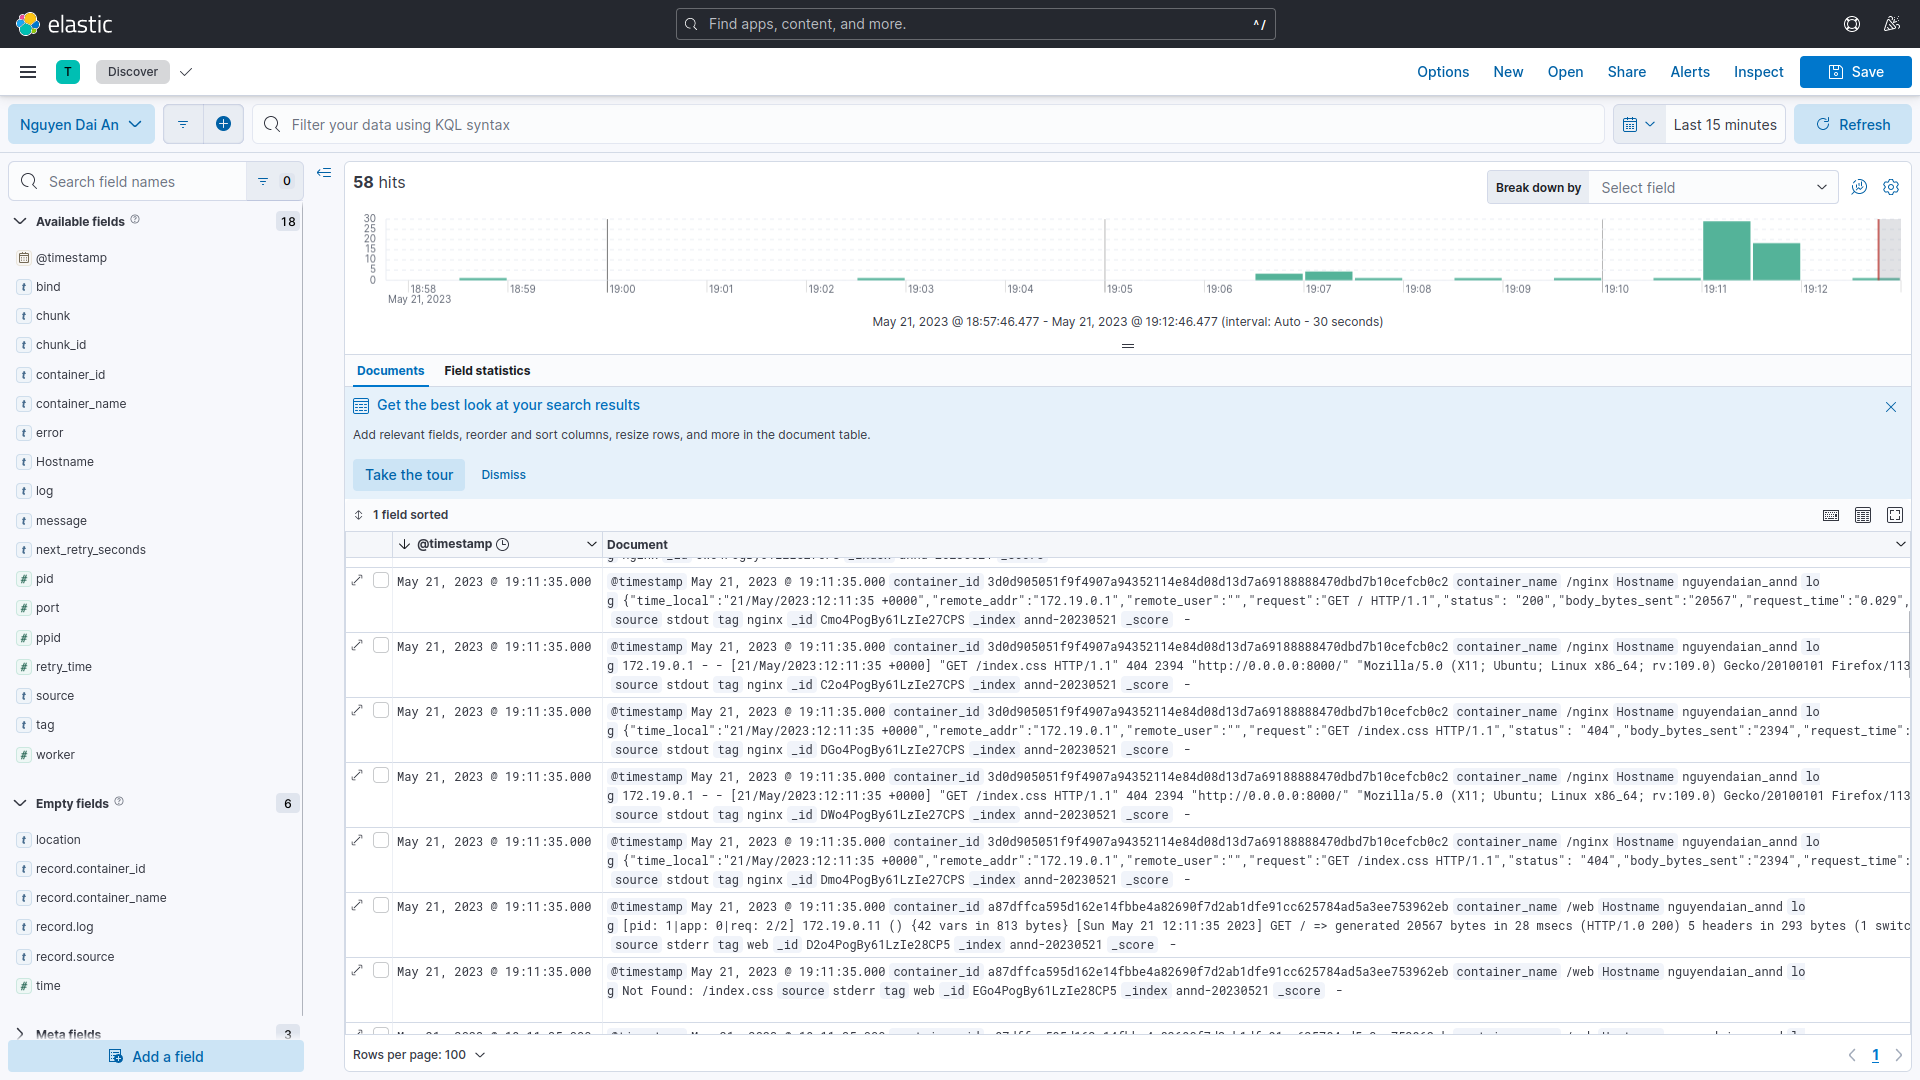 elastic
Find apps, content, and more.
^/
T
Discover
Options
New
Open
Share
Alerts
Inspect
Save
Nguyen Dai An
Filter your data using KQL syntax
Last 15 minutes
Refresh
Search field names
0
Available fields
18
@timestamp
bind
chunk
chunk_id
container_id
container_name
error
Hostname
log
message
next_retry_seconds
pid
port
ppid
retry_time
source
tag
worker
Empty fields
6
location
record.container_id
record.container_name
record.log
record.source
time
Meta fields
3
Add a field
58 hits
Break down by
Select field
30
25
20
15
10
5
0
18:58
18:59
19:00
19:01
19:02
19:03
19:04
19:05
19:06
19:07
19:08
19:09
19:10
19:11
19:12
May 21, 2023
May 21, 2023 @ 18:57:46.477 - May 21, 2023 @ 19:12:46.477 (interval: Auto - 30 seconds)
Documents
Field statistics
Get the best look at your search results
Add relevant fields, reorder and sort columns, resize rows, and more in the document table.
Take the tour
Dismiss
1 field sorted
@timestamp
Document
May 21, 2023 @ 19:11:35.000
@timestamp May 21, 2023 @ 19:11:35.000 container_id 3d0d905051f9f4907a94352114e84d08d13d7a69188888470dbd7b10cefcb0c2 container_name /nginx Hostname nguyendaian_annd lo
g {"time_local":"21/May/2023:12:11:35 +0000","remote_addr":"172.19.0.1","remote_user":"","request":"GET / HTTP/1.1","status": "200","body_bytes_sent":"20567","request_time":"0.029",
source stdout tag nginx _id Cmo4PogBy61LzIe27CPS _index annd-20230521 _score -
May 21, 2023 @ 19:11:35.000
@timestamp May 21, 2023 @ 19:11:35.000 container_id 3d0d905051f9f4907a94352114e84d08d13d7a69188888470dbd7b10cefcb0c2 container_name /nginx Hostname nguyendaian_annd lo
g 172.19.0.1 - - [21/May/2023:12:11:35 +0000] "GET /index.css HTTP/1.1" 404 2394 "http://0.0.0.0:8000/" "Mozilla/5.0 (X11; Ubuntu; Linux x86_64; rv:109.0) Gecko/20100101 Firefox/113
source stdout tag nginx _id C2o4PogBy61LzIe27CPS _index annd-20230521 _score -
May 21, 2023 @ 19:11:35.000
@timestamp May 21, 2023 @ 19:11:35.000 container_id 3d0d905051f9f4907a94352114e84d08d13d7a69188888470dbd7b10cefcb0c2 container_name /nginx Hostname nguyendaian_annd lo
g {"time_local":"21/May/2023:12:11:35 +0000","remote_addr":"172.19.0.1","remote_user":"","request":"GET /index.css HTTP/1.1","status": "404","body_bytes_sent":"2394","request_time":
source stdout tag nginx _id DGo4PogBy61LzIe27CPS _index annd-20230521 _score -
May 21, 2023 @ 19:11:35.000
@timestamp May 21, 2023 @ 19:11:35.000 container_id 3d0d905051f9f4907a94352114e84d08d13d7a69188888470dbd7b10cefcb0c2 container_name /nginx Hostname nguyendaian_annd lo
g 172.19.0.1 - - [21/May/2023:12:11:35 +0000] "GET /index.css HTTP/1.1" 404 2394 "http://0.0.0.0:8000/" "Mozilla/5.0 (X11; Ubuntu; Linux x86_64; rv:109.0) Gecko/20100101 Firefox/113
source stdout tag nginx _id DWo4PogBy61LzIe27CPS _index annd-20230521 _score -
May 21, 2023 @ 19:11:35.000
@timestamp May 21, 2023 @ 19:11:35.000 container_id 3d0d905051f9f4907a94352114e84d08d13d7a69188888470dbd7b10cefcb0c2 container_name /nginx Hostname nguyendaian_annd lo
g {"time_local":"21/May/2023:12:11:35 +0000","remote_addr":"172.19.0.1","remote_user":"","request":"GET /index.css HTTP/1.1","status": "404","body_bytes_sent":"2394","request_time":
source stdout tag nginx _id Dmo4PogBy61LzIe27CPS _index annd-20230521 _score -
May 21, 2023 @ 19:11:35.000
@timestamp May 21, 2023 @ 19:11:35.000 container_id a87dffca595d162e14fbbe4a82690f7d2ab1dfe91cc625784ad5a3ee753962eb container_name /web Hostname nguyendaian_annd lo
g [pid: 1|app: 0|req: 2/2] 172.19.0.11 () {42 vars in 813 bytes} [Sun May 21 12:11:35 2023] GET / => generated 20567 bytes in 28 msecs (HTTP/1.0 200) 5 headers in 293 bytes (1 switc
source stderr tag web _id D2o4PogBy61LzIe28CP5 _index annd-20230521 _score -
May 21, 2023 @ 19:11:35.000
@timestamp May 21, 2023 @ 19:11:35.000 container_id a87dffca595d162e14fbbe4a82690f7d2ab1dfe91cc625784ad5a3ee753962eb container_name /web Hostname nguyendaian_annd lo
g Not Found: /index.css source stderr tag web _id EGo4PogBy61LzIe28CP5 _index annd-20230521 _score -
Rows per page: 100
1